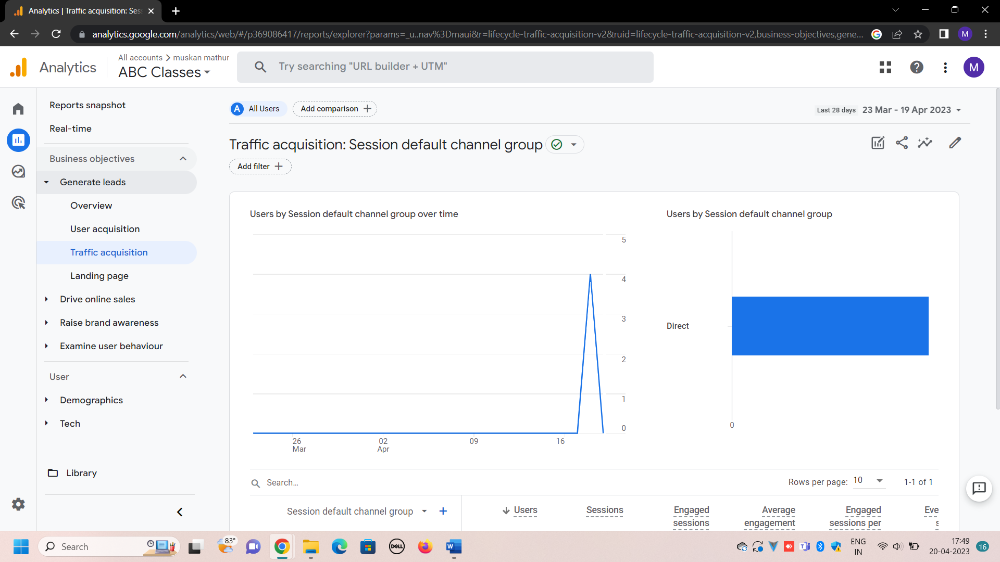 Analytics | Traffic acquisition: Ses
analytics.google.com/analytics/web/#/p369086417/reports/explorer?params=_u..nav%3Dmaui&r=lifecycle-traffic-acquisition-v2&ruid=lifecycle-traffic-acquisition-v2,business-objectives,gene...
M
Analytics
All accounts > muskan mathur
ABC Classes
Try searching "URL builder + UTM"
M
Reports snapshot
Real-time
Business objectives
Generate leads
Overview
User acquisition
Traffic acquisition
Landing page
Drive online sales
Raise brand awareness
Examine user behaviour
User
Demographics
Tech
Library
A All Users
Add comparison +
Last 28 days 23 Mar - 19 Apr 2023
Traffic acquisition: Session default channel group
Add filter +
Users by Session default channel group over time
5
4
3
2
1
0
26
Mar
02
Apr
09
16
Users by Session default channel group
Direct
0
Search...
Rows per page: 10
1-1 of 1
Session default channel group
Users
Sessions
Engaged
sessions
Average
engagement
Engaged
sessions per
Eve
s
Search
83°
DELL
W
ENG
IN
17:49
20-04-2023
16